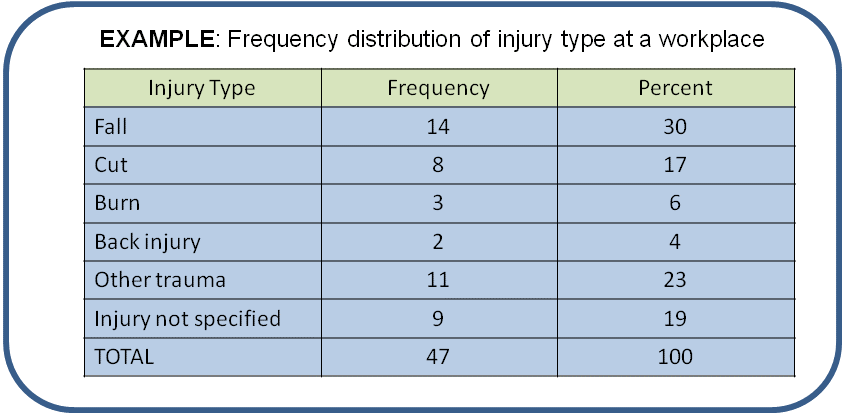 EXAMPLE: Frequency distribution of injury type at a workplace
Injury Type Frequency Percent
Fall 14 30
Cut 8 17
Burn 3 6
Back injury 2 4
Other trauma 11 23
Injury not specified 9 19
TOTAL 47 100